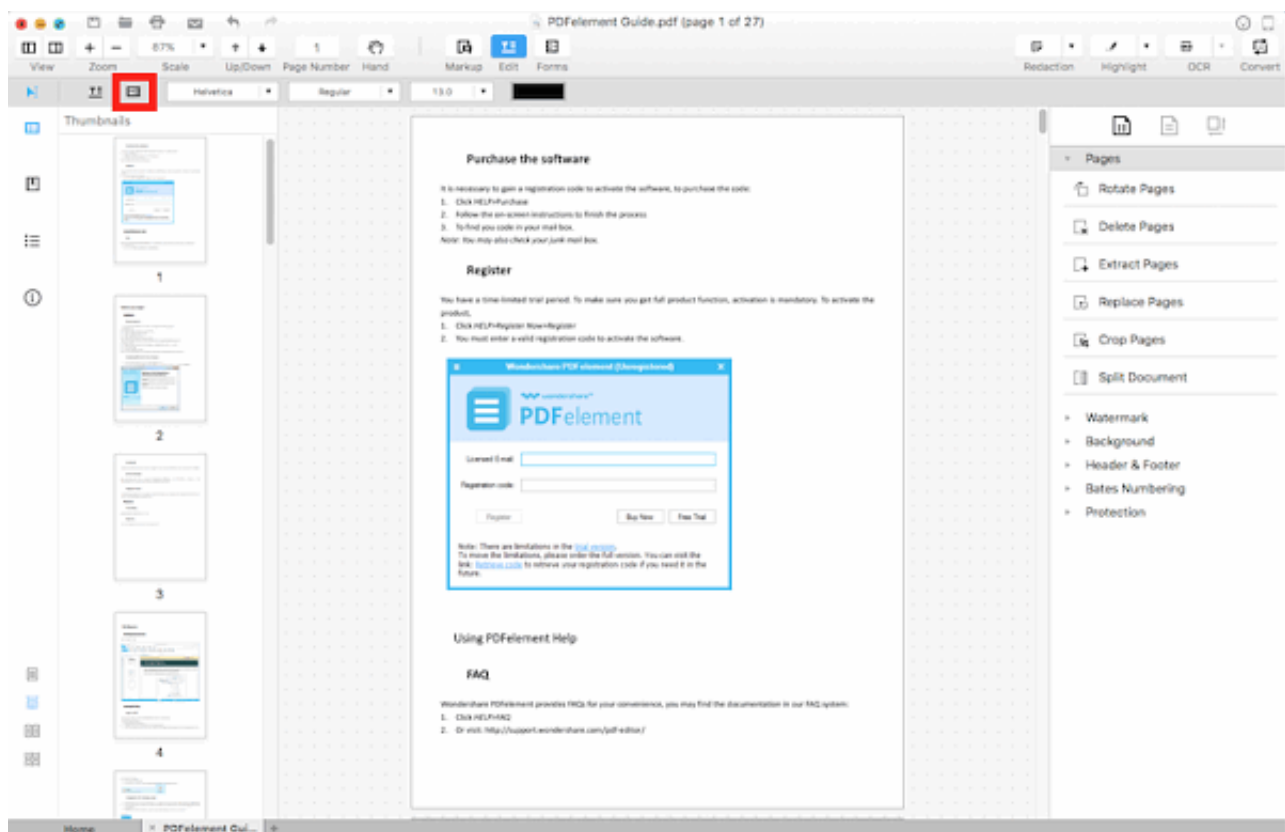 PDFelement Guide.pdf (page 1 of 27)
87%
1
View Zoom Scale Up/Down Page Number Hand Markup Edit Forms Redaction Highlight OCR Convert
Helvetica Regular 13.0
Thumbnails
1
2
3
4
Purchase the software
It is necessary to gain a registration code to activate the software, to purchase the code:
1. Click HELP>Purchase
2. Follow the on-screen instructions to finish the process
3. To find you code in your mail box.
Note: You may also check your junk mail box.
Register
You have a time-limited trial period. To make sure you get full product function, activation is mandatory. To activate the
product,
1. Click HELP>Register Now>Register
2. You must enter a valid registration code to activate the software.
Wondershare PDFelement (Unregistered)
wondershare™
PDFelement
Licensed E-mail:
Registration code:
Register Buy Now Free Trial
Note: There are limitations in the trial version.
To move the limitations, please order the full version. You can visit the
link: Retrieve code to retrieve your registration code if you need it in the
future.
Using PDFelement Help
FAQ
Wondershare PDFelement provides FAQs for your convenience, you may find the documentation in our FAQ system:
1. Click HELP>FAQ
2. Or visit: http://support.wondershare.com/pdf-editor/
Pages
Rotate Pages
Delete Pages
Extract Pages
Replace Pages
Crop Pages
Split Document
Watermark
Background
Header & Footer
Bates Numbering
Protection
Home PDFelement Gui...